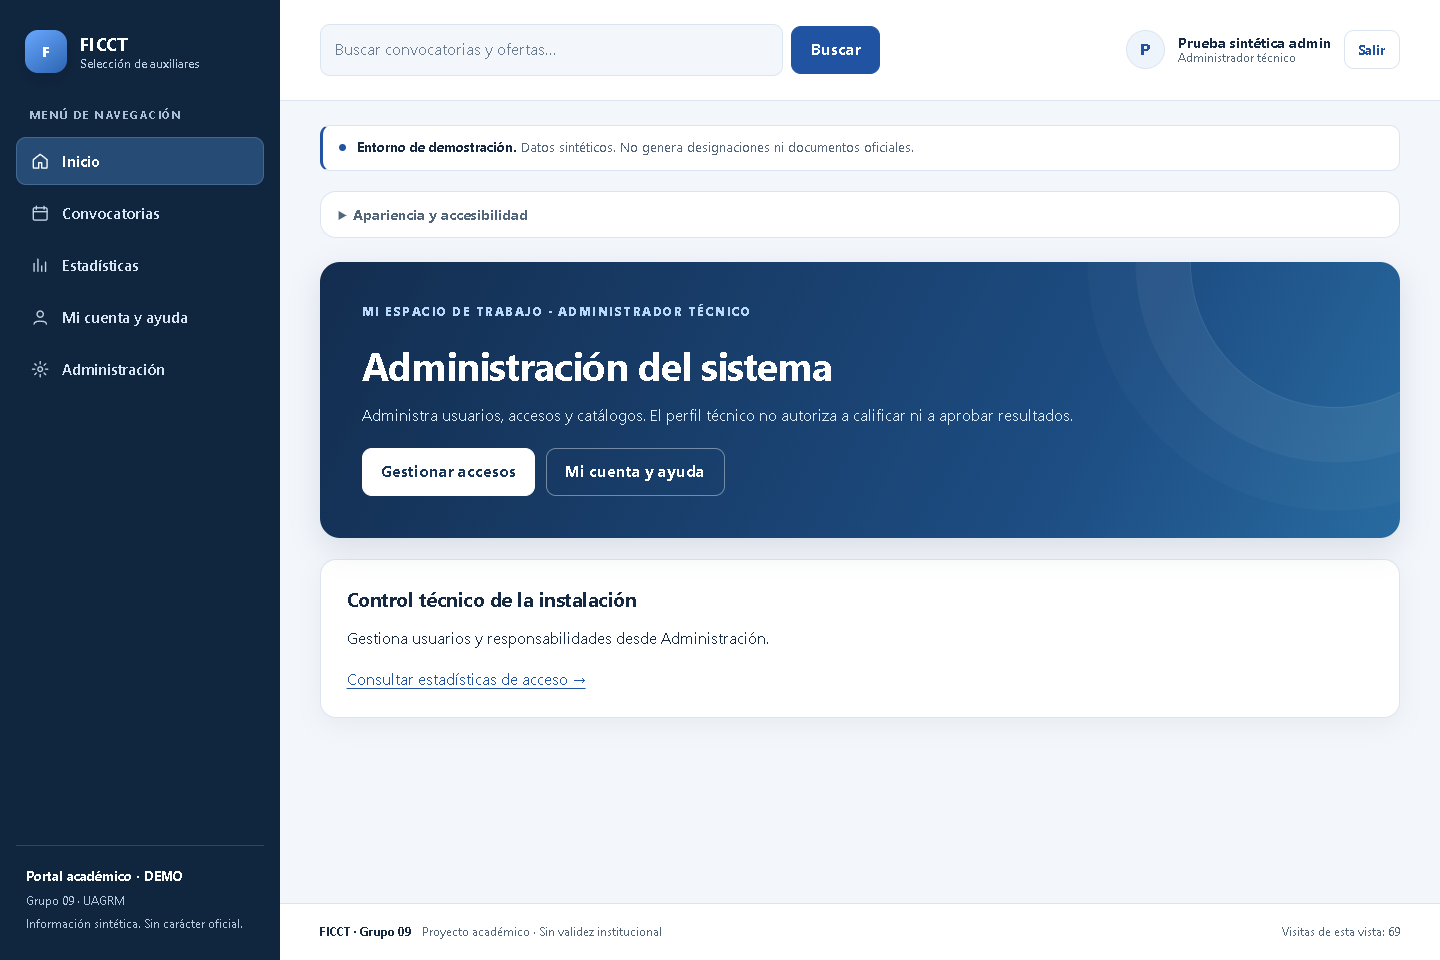 F
FICCT
Selección de auxiliares
MENÚ DE NAVEGACIÓN
Inicio
Convocatorias
Estadísticas
Mi cuenta y ayuda
Administración
Portal académico · DEMO
Grupo 09 · UAGRM
Información sintética. Sin carácter oficial.
Buscar convocatorias y ofertas...
Buscar
P
Prueba sintética admin
Administrador técnico
Salir
Entorno de demostración. Datos sintéticos. No genera designaciones ni documentos oficiales.
Apariencia y accesibilidad
MI ESPACIO DE TRABAJO · ADMINISTRADOR TÉCNICO
Administración del sistema
Administra usuarios, accesos y catálogos. El perfil técnico no autoriza a calificar ni a aprobar resultados.
Gestionar accesos
Mi cuenta y ayuda
Control técnico de la instalación
Gestiona usuarios y responsabilidades desde Administración.
Consultar estadísticas de acceso →
FICCT · Grupo 09 Proyecto académico · Sin validez institucional
Visitas de esta vista: 69